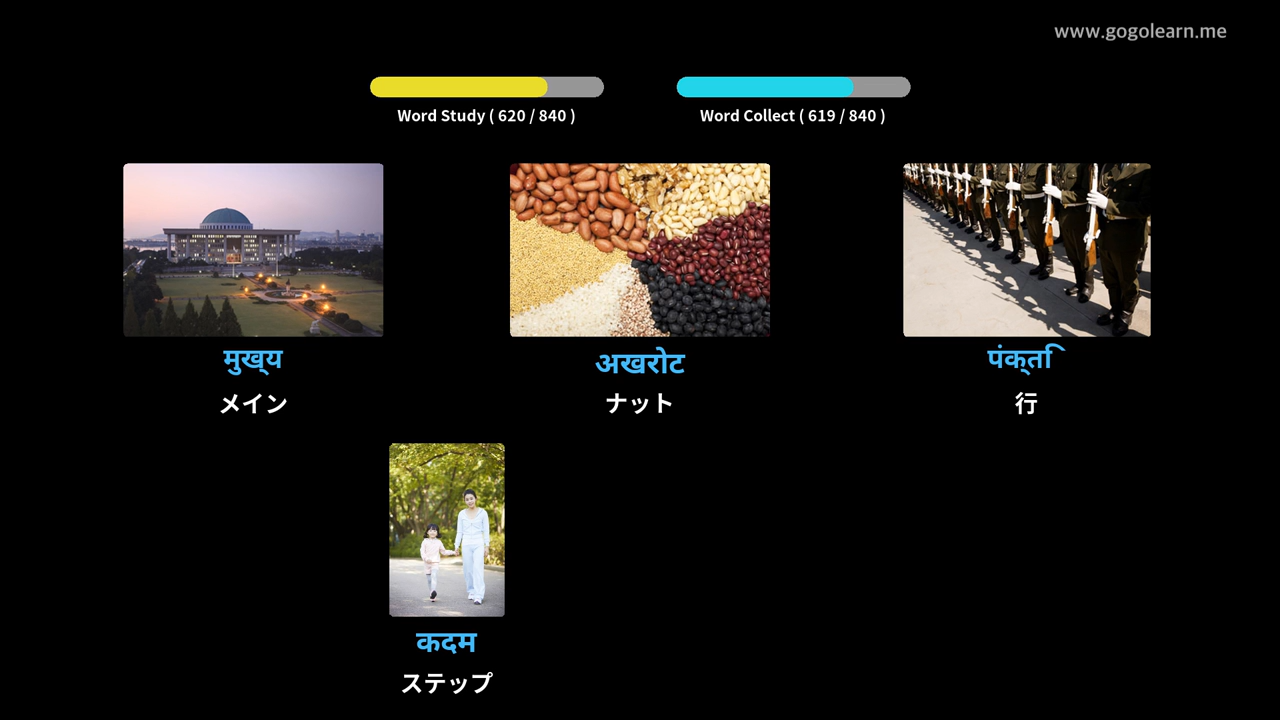 www.gogolearn.me
Word Study ( 620 / 840 )
Word Collect ( 619 / 840 )
मुख्य
メイン
अखरोट
ナット
पंक्ति
行
कदम
ステップ